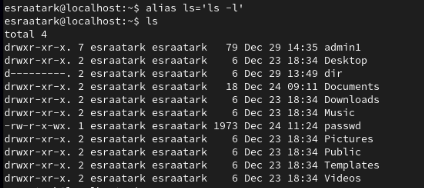 esraatark@localhost:~$ alias ls='ls -l'
esraatark@localhost:~$ ls
total 4
drwxr-xr-x. 7 esraatark esraatark   79 Dec 29 14:35 admin1
drwxr-xr-x. 2 esraatark esraatark    6 Dec 23 18:34 Desktop
d---------. 2 esraatark esraatark    6 Dec 29 13:49 dir
drwxr-xr-x. 2 esraatark esraatark   18 Dec 24 09:11 Documents
drwxr-xr-x. 2 esraatark esraatark    6 Dec 23 18:34 Downloads
drwxr-xr-x. 2 esraatark esraatark    6 Dec 23 18:34 Music
-rw-r-x-wx. 1 esraatark esraatark 1973 Dec 24 11:24 passwd
drwxr-xr-x. 2 esraatark esraatark    6 Dec 23 18:34 Pictures
drwxr-xr-x. 2 esraatark esraatark    6 Dec 23 18:34 Public
drwxr-xr-x. 2 esraatark esraatark    6 Dec 23 18:34 Templates
drwxr-xr-x. 2 esraatark esraatark    6 Dec 23 18:34 Videos